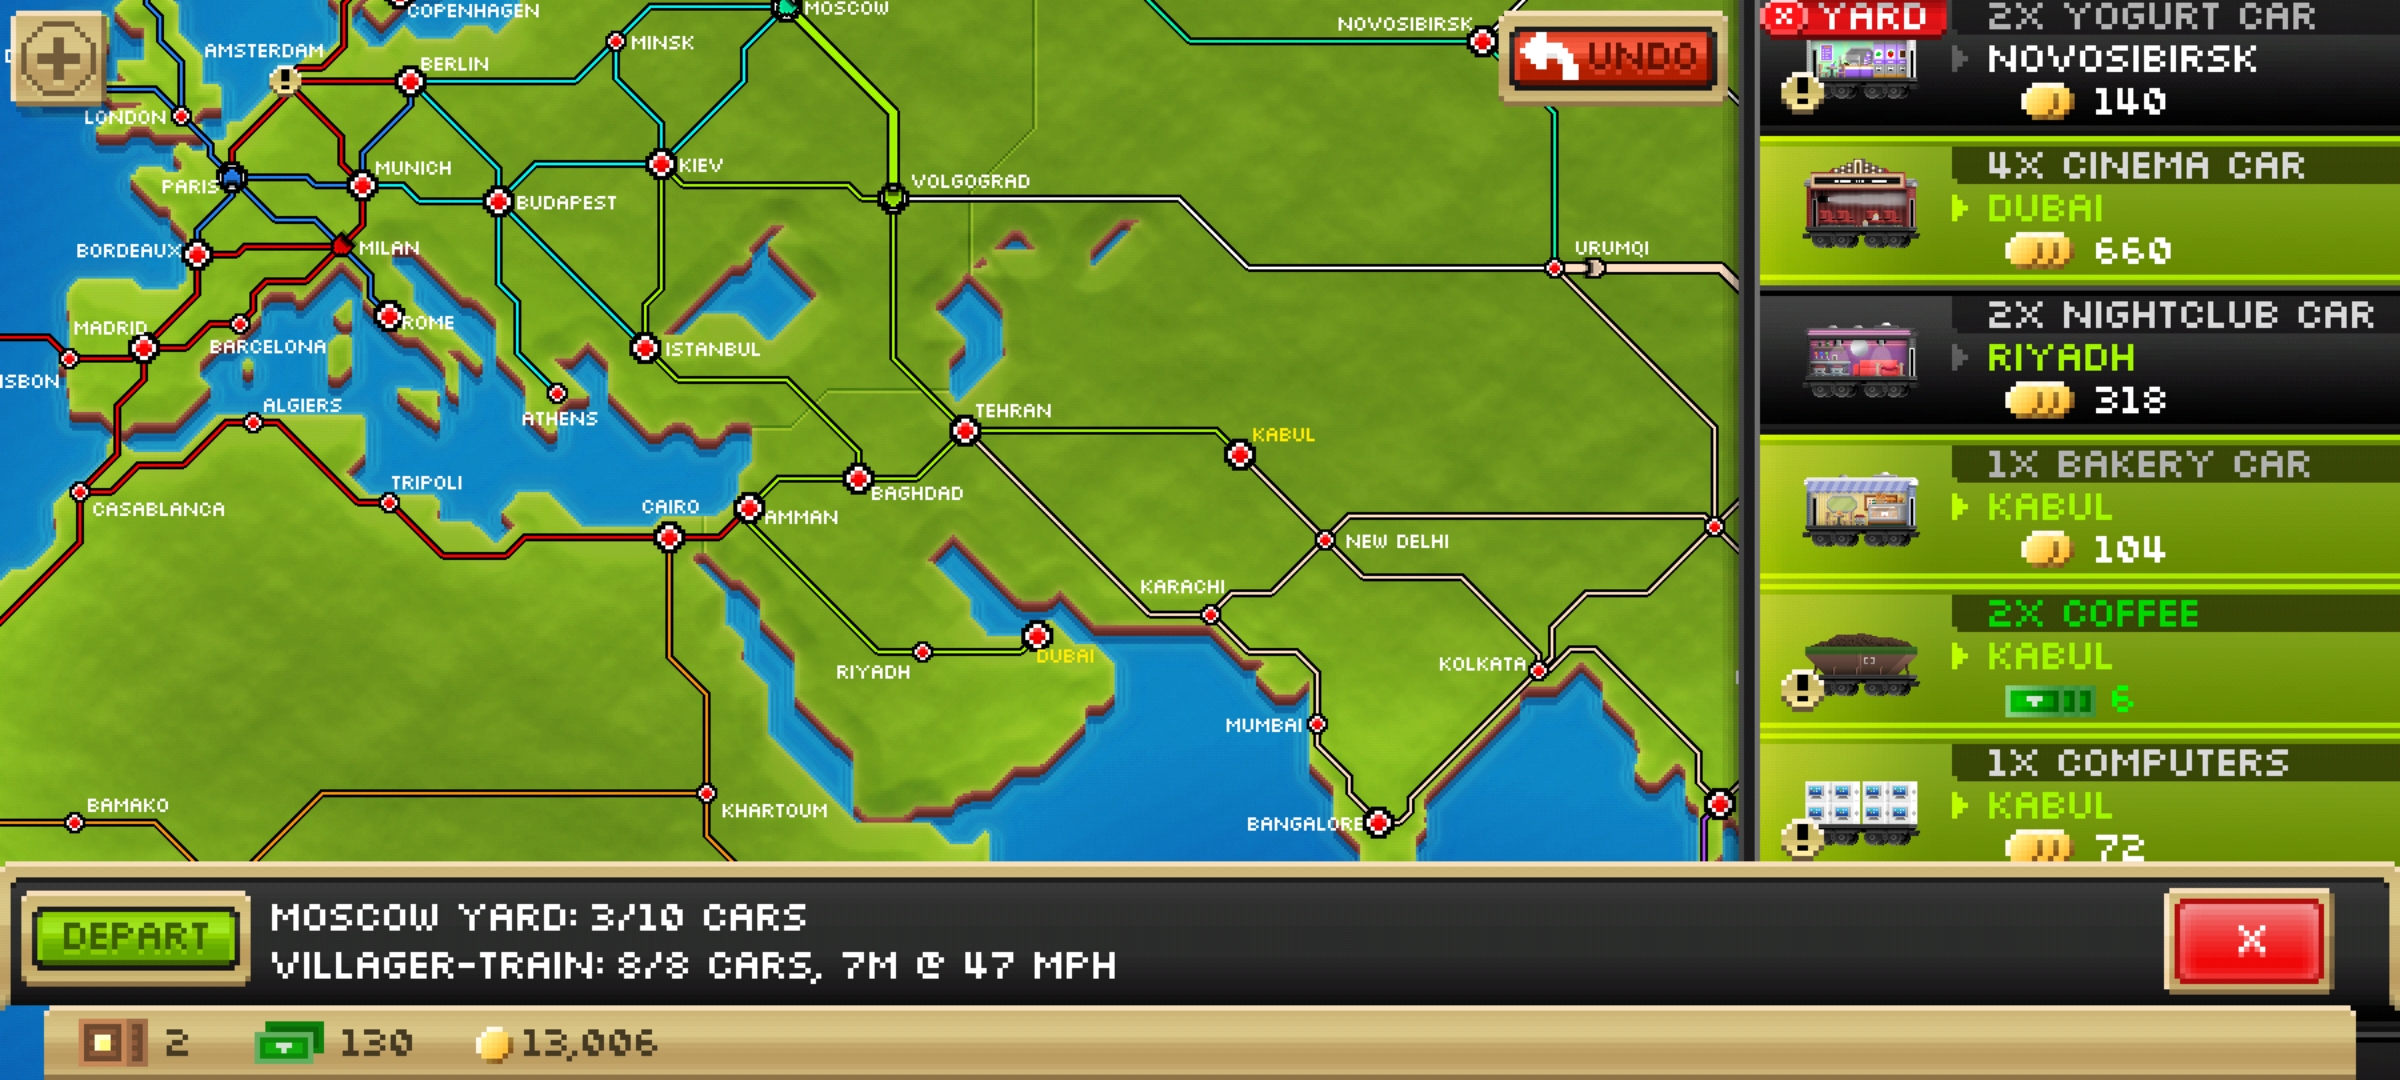 COPENHAGEN
MOSCOW
NOVOSIBIRSK
AMSTERDAM
MINSK
BERLIN
UNDO
LONDON
MUNICH
KIEV
PARIS
BUDAPEST
VOLGOGRAD
BORDEAUX
MILAN
URUMQI
MADRID
ROME
BARCELONA
ISTANBUL
ISBON
ALGIERS
ATHENS
TEHRAN
KABUL
TRIPOLI
BAGHDAD
CASABLANCA
CAIRO
AMMAN
NEW DELHI
KARACHI
RIYADH
DUBAI
KOLKATA
MUMBAI
BAMAKO
KHARTOUM
BANGALORE
X YARD
2X YOGURT CAR
NOVOSIBIRSK
140
4X CINEMA CAR
DUBAI
660
2X NIGHTCLUB CAR
RIYADH
318
1X BAKERY CAR
KABUL
104
2X COFFEE
KABUL
6
1X COMPUTERS
KABUL
72
DEPART
MOSCOW YARD: 3/10 CARS
VILLAGER-TRAIN: 8/8 CARS, 7M @ 47 MPH
X
2
130
13,006